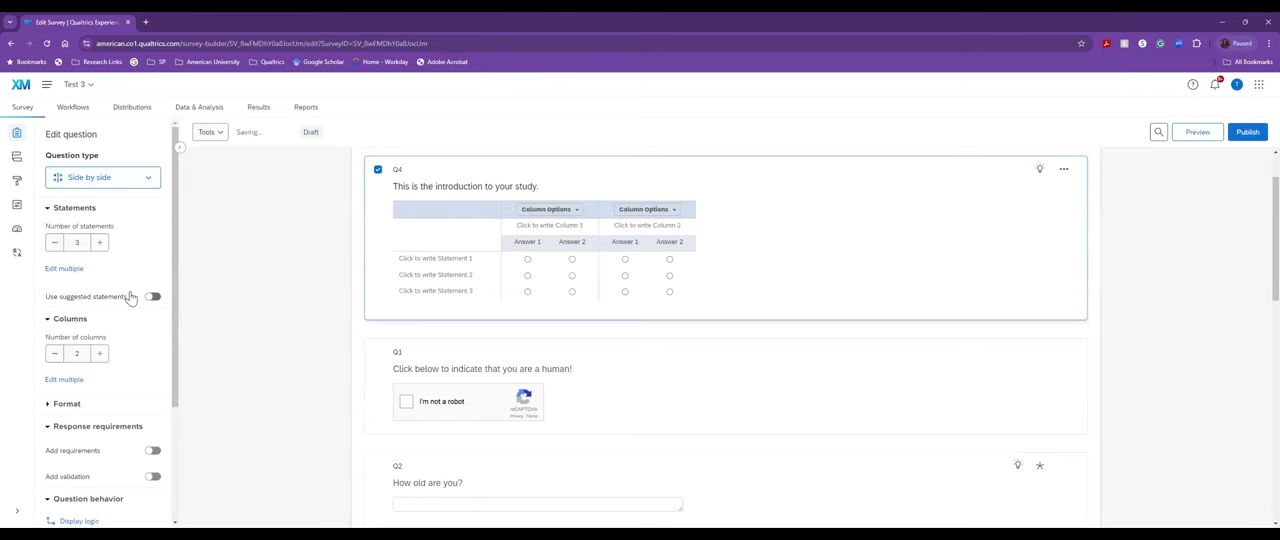 Edit Survey | Qualtrics Experien
american.co1.qualtrics.com/survey-builder/SV_8wFMDhY0a8JocUm/edit?SurveyID=SV_8wFMDhY0a8JocUm
Paused
Bookmarks
Research Links
SP
American University
Qualtrics
Google Scholar
Home - Workday
Adobe Acrobat
All Bookmarks
XM
Test 3
T
Survey
Workflows
Distributions
Data & Analysis
Results
Reports
Edit question
Tools
Saving...
Draft
Preview
Publish
Question type
Side by side
Statements
Number of statements
3
Edit multiple
Use suggested statements
Columns
Number of columns
2
Edit multiple
Format
Response requirements
Add requirements
Add validation
Question behavior
Display logic
Q4
This is the introduction to your study.
Column Options
Column Options
Click to write Column 1
Click to write Column 2
Answer 1
Answer 2
Answer 1
Answer 2
Click to write Statement 1
Click to write Statement 2
Click to write Statement 3
Q1
Click below to indicate that you are a human!
I'm not a robot
reCAPTCHA
Privacy - Terms
Q2
How old are you?